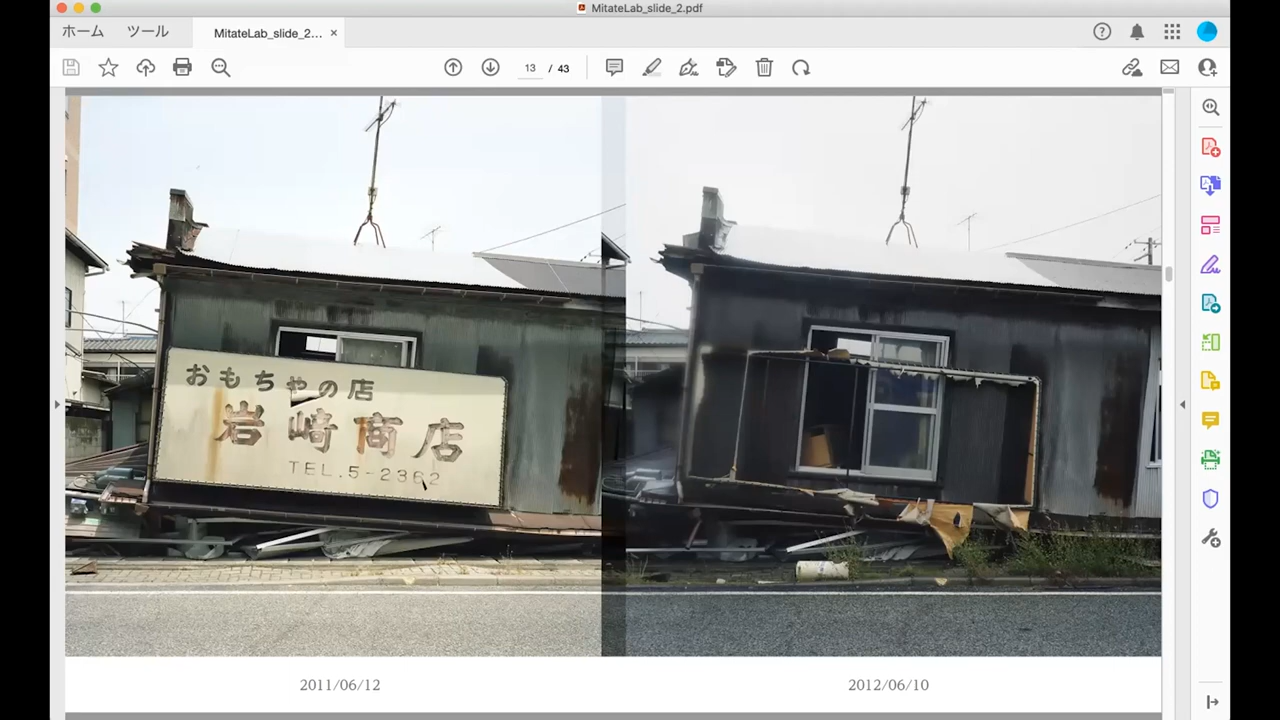 MitateLab_slide_2.pdf
ホーム ツール MitateLab_slide_2... ×
13 / 43
おもちゃの店
岩崎商店
TEL.5-2362
2011/06/12 2012/06/10